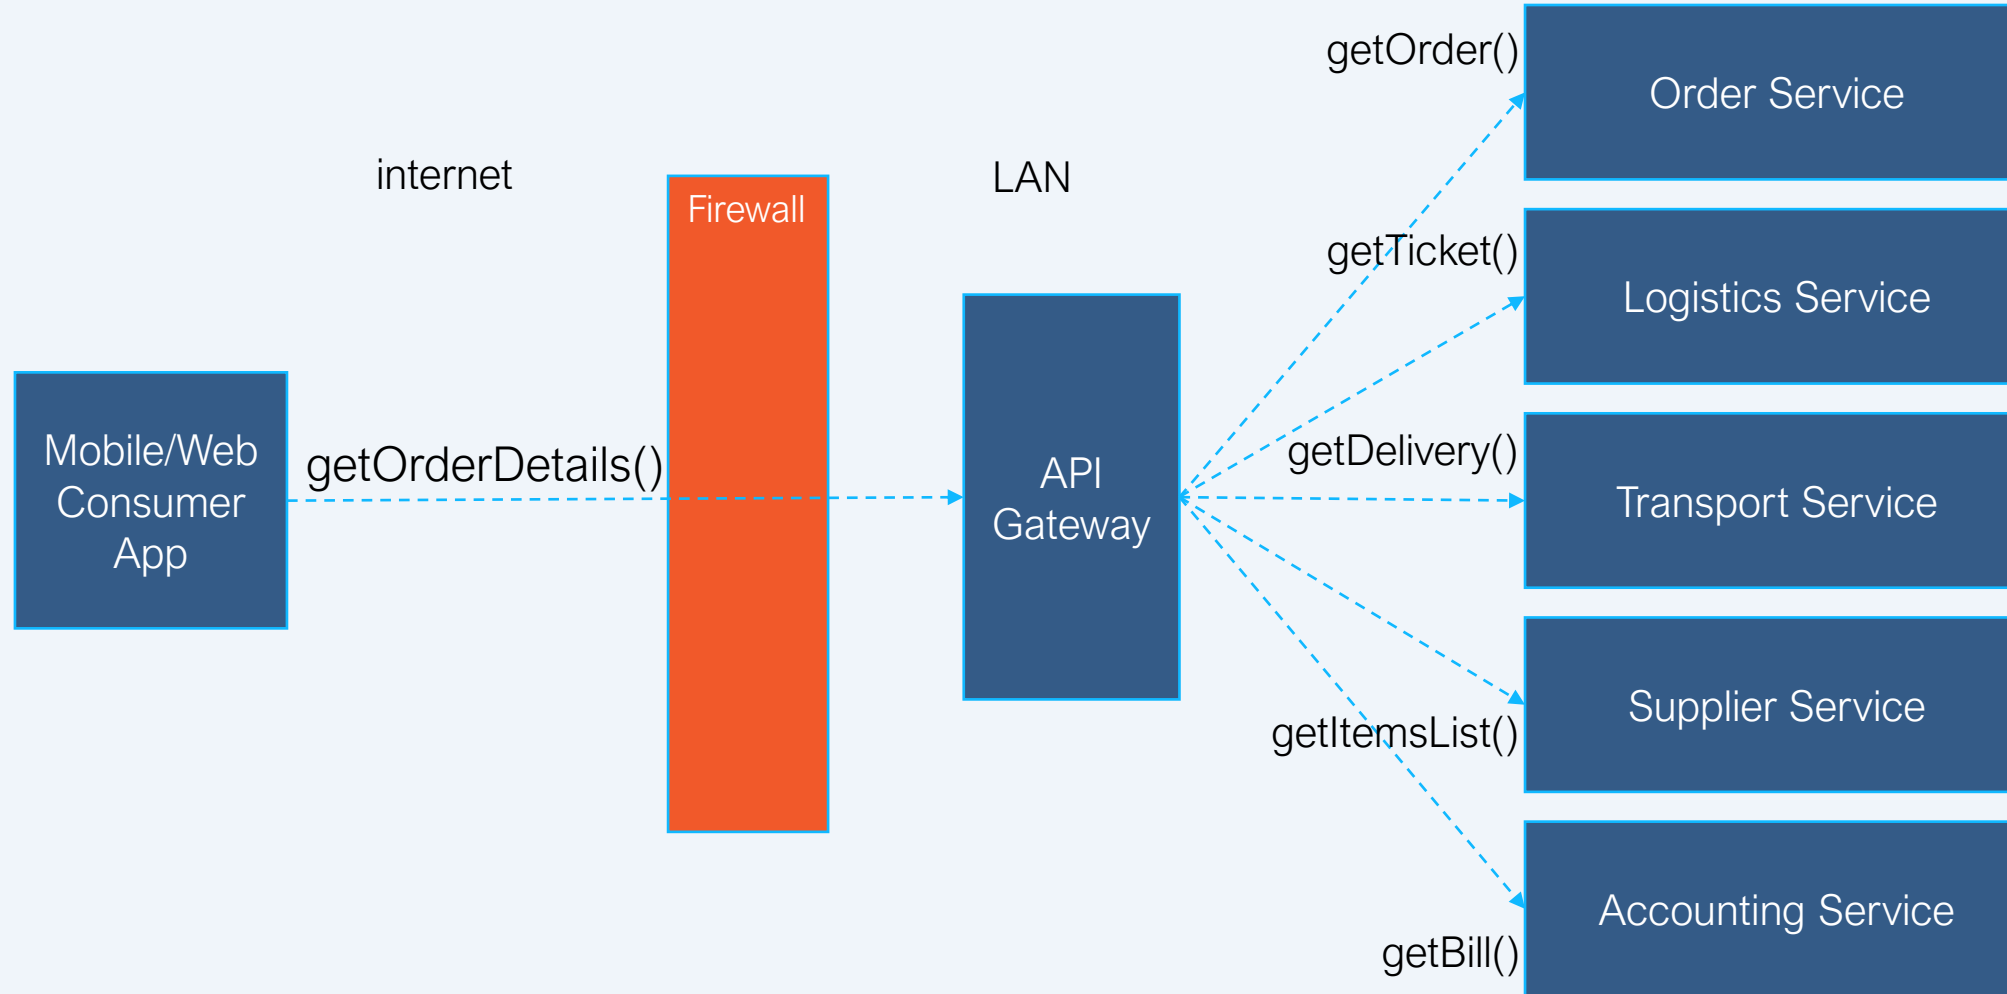 getOrder()
Order Service
internet
Firewall
LAN
getTicket()
Logistics Service
Mobile/Web
Consumer
App
getOrderDetails()
API
Gateway
getDelivery()
Transport Service
getItemsList()
Supplier Service
Accounting Service
getBill()